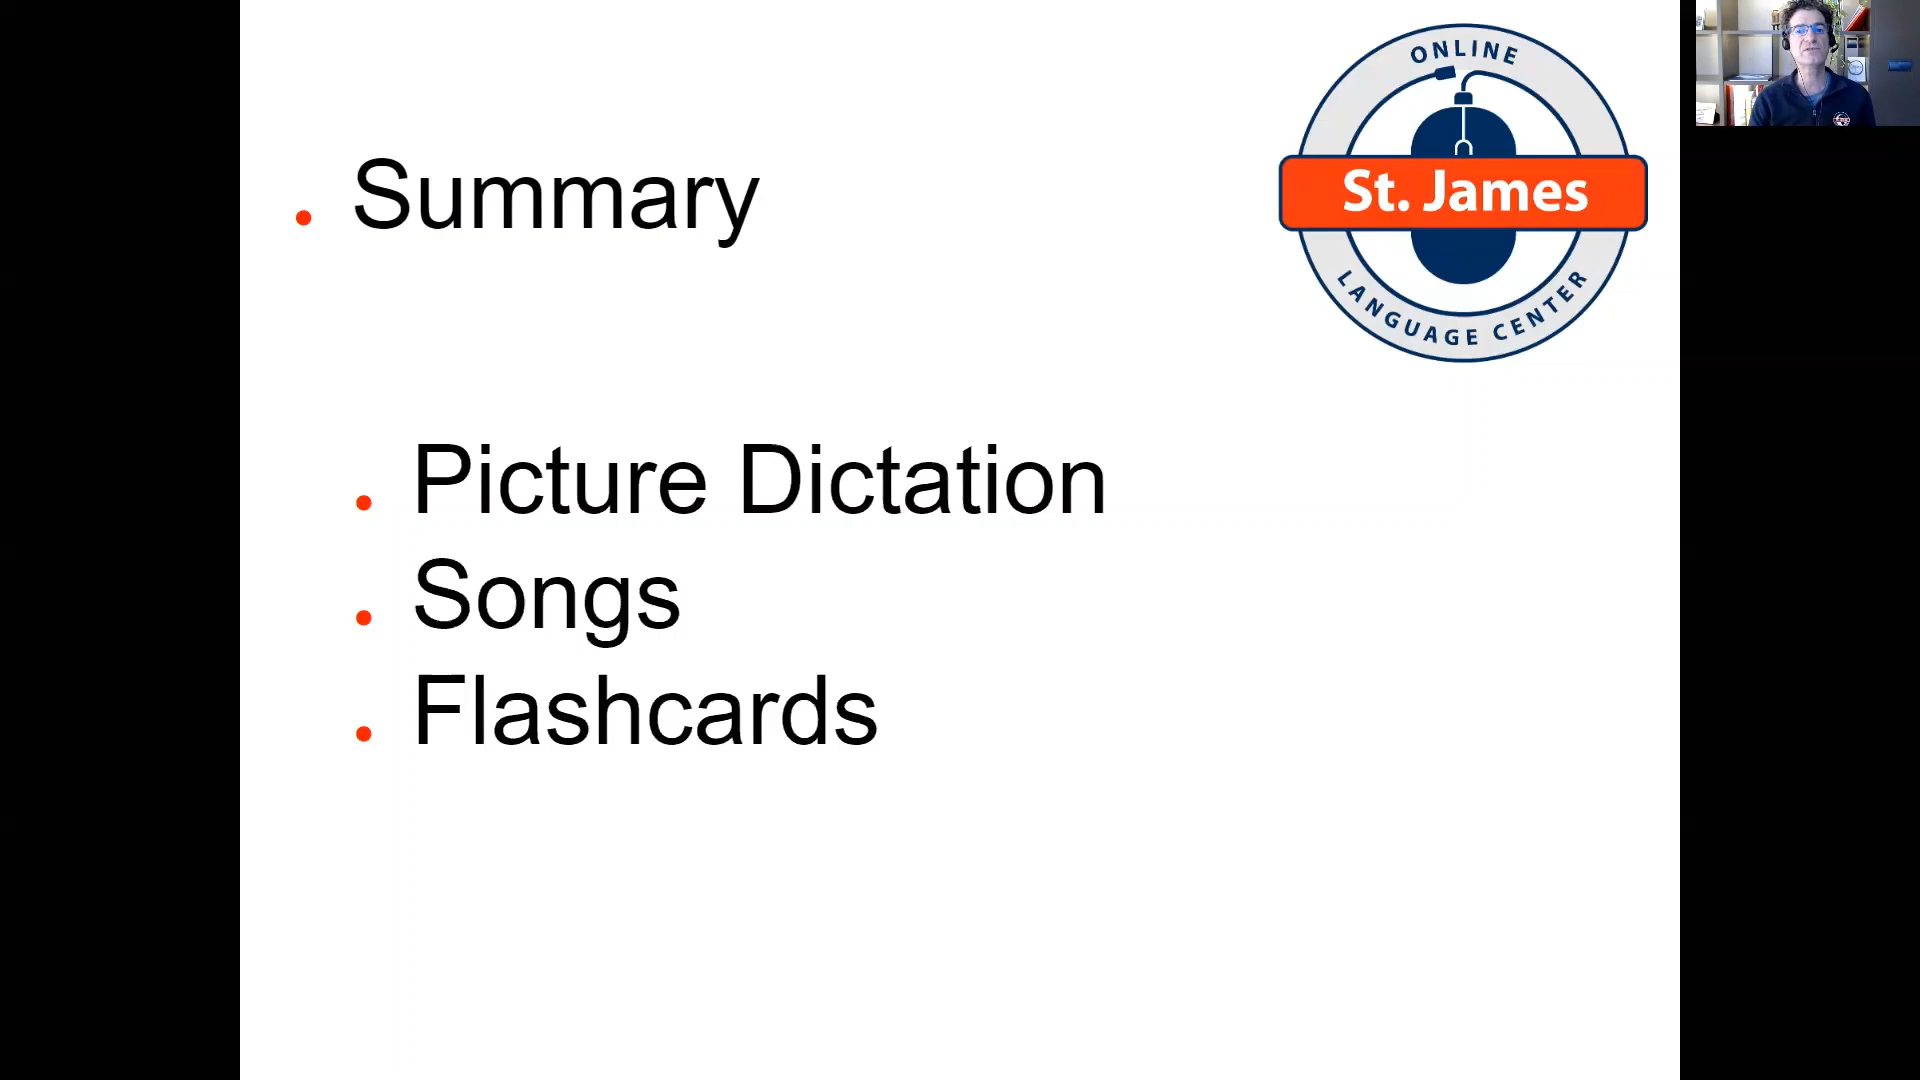 Summary
Picture Dictation
Songs
Flashcards
ONLINE
St. James
LANGUAGE CENTER